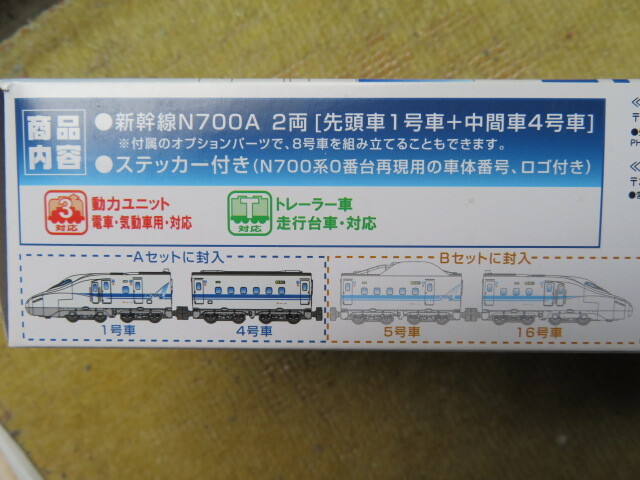 商品
内容
●新幹線N700A 2両[先頭車1号車+中間車4号車]
※付属のオプションパーツで、8号車を組み立てることもできます。
●ステッカー付き(N700系0番台再現用の車体番号、ロゴ付き)
3
対応
動力ユニット
電車・気動車用・対応
T
対応
トレーラー車
走行台車・対応
Aセットに封入
Bセットに封入
1号車
4号車
5号車
16号車